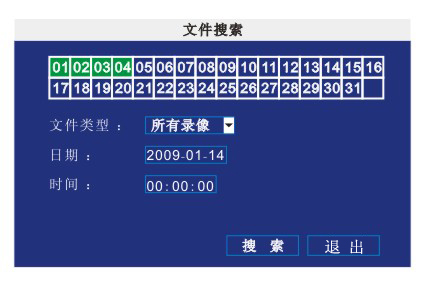 文件搜索
01 02 03 04 05 06 07 08 09 10 11 12 13 14 15 16
17 18 19 20 21 22 23 24 25 26 27 28 29 30 31
文件类型 : 所有录像
日期 : 2009-01-14
时间 : 00:00:00
搜 索 退 出